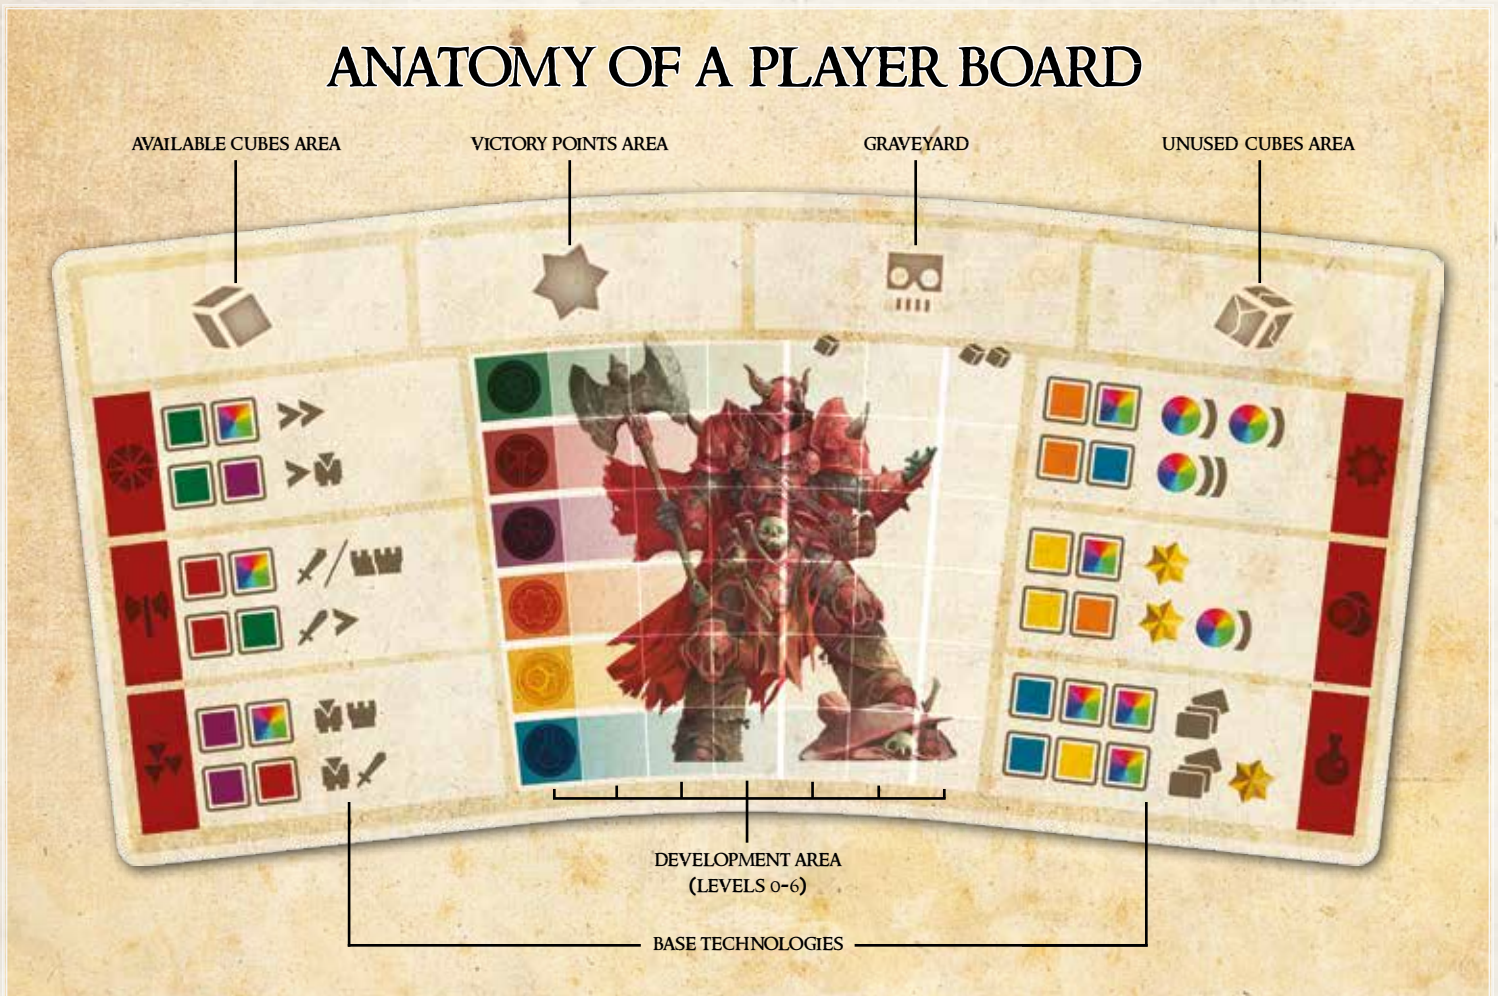 ANATOMY OF A PLAYER BOARD
AVAILABLE CUBES AREA
VICTORY POINTS AREA
GRAVEYARD
UNUSED CUBES AREA
DEVELOPMENT AREA
(LEVELS 0-6)
BASE TECHNOLOGIES